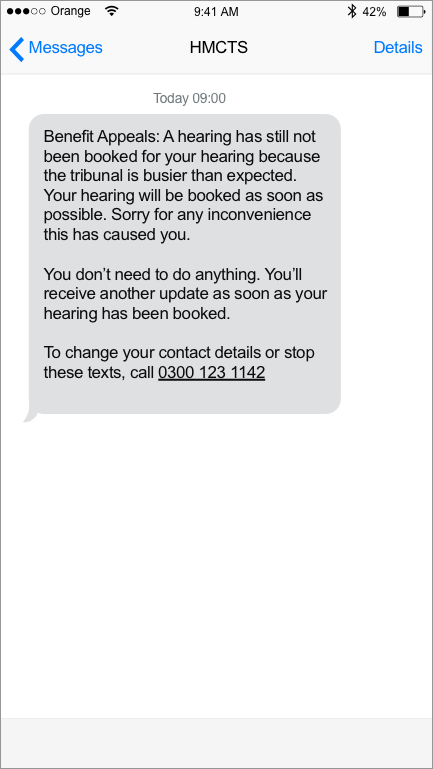 Orange 9:41 AM 42%
Messages HMCTS Details
Today 09:00
Benefit Appeals: A hearing has still not
been booked for your hearing because
the tribunal is busier than expected.
Your hearing will be booked as soon as
possible. Sorry for any inconvenience
this has caused you.
You don’t need to do anything. You’ll
receive another update as soon as your
hearing has been booked.
To change your contact details or stop
these texts, call 0300 123 1142